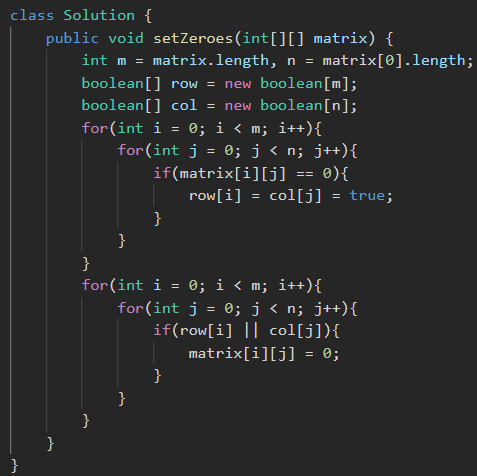 class Solution {
    public void setZeroes(int[][] matrix) {
        int m = matrix.length, n = matrix[0].length;
        boolean[] row = new boolean[m];
        boolean[] col = new boolean[n];
        for(int i = 0; i < m; i++){
            for(int j = 0; j < n; j++){
                if(matrix[i][j] == 0){
                    row[i] = col[j] = true;
                }
            }
        }
        for(int i = 0; i < m; i++){
            for(int j = 0; j < n; j++){
                if(row[i] || col[j]){
                    matrix[i][j] = 0;
                }
            }
        }
    }
}